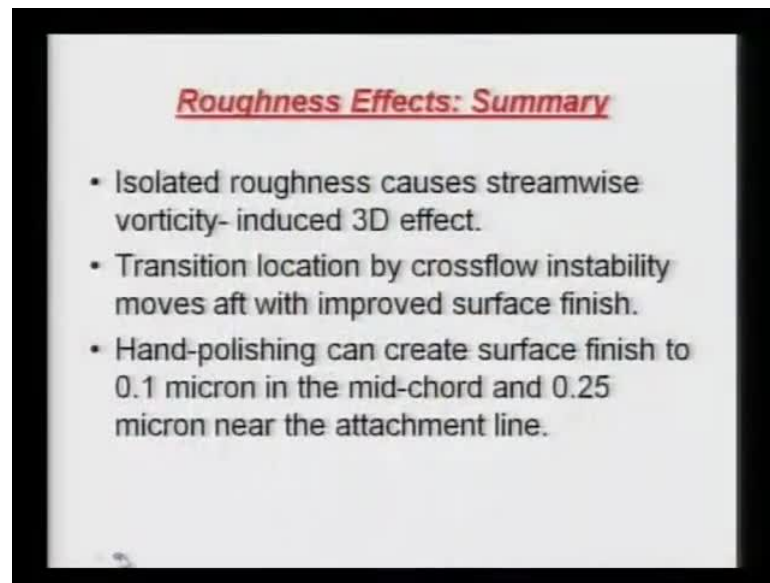 Roughness Effects: Summary
• Isolated roughness causes streamwise
vorticity- induced 3D effect.
• Transition location by crossflow instability
moves aft with improved surface finish.
• Hand-polishing can create surface finish to
0.1 micron in the mid-chord and 0.25
micron near the attachment line.